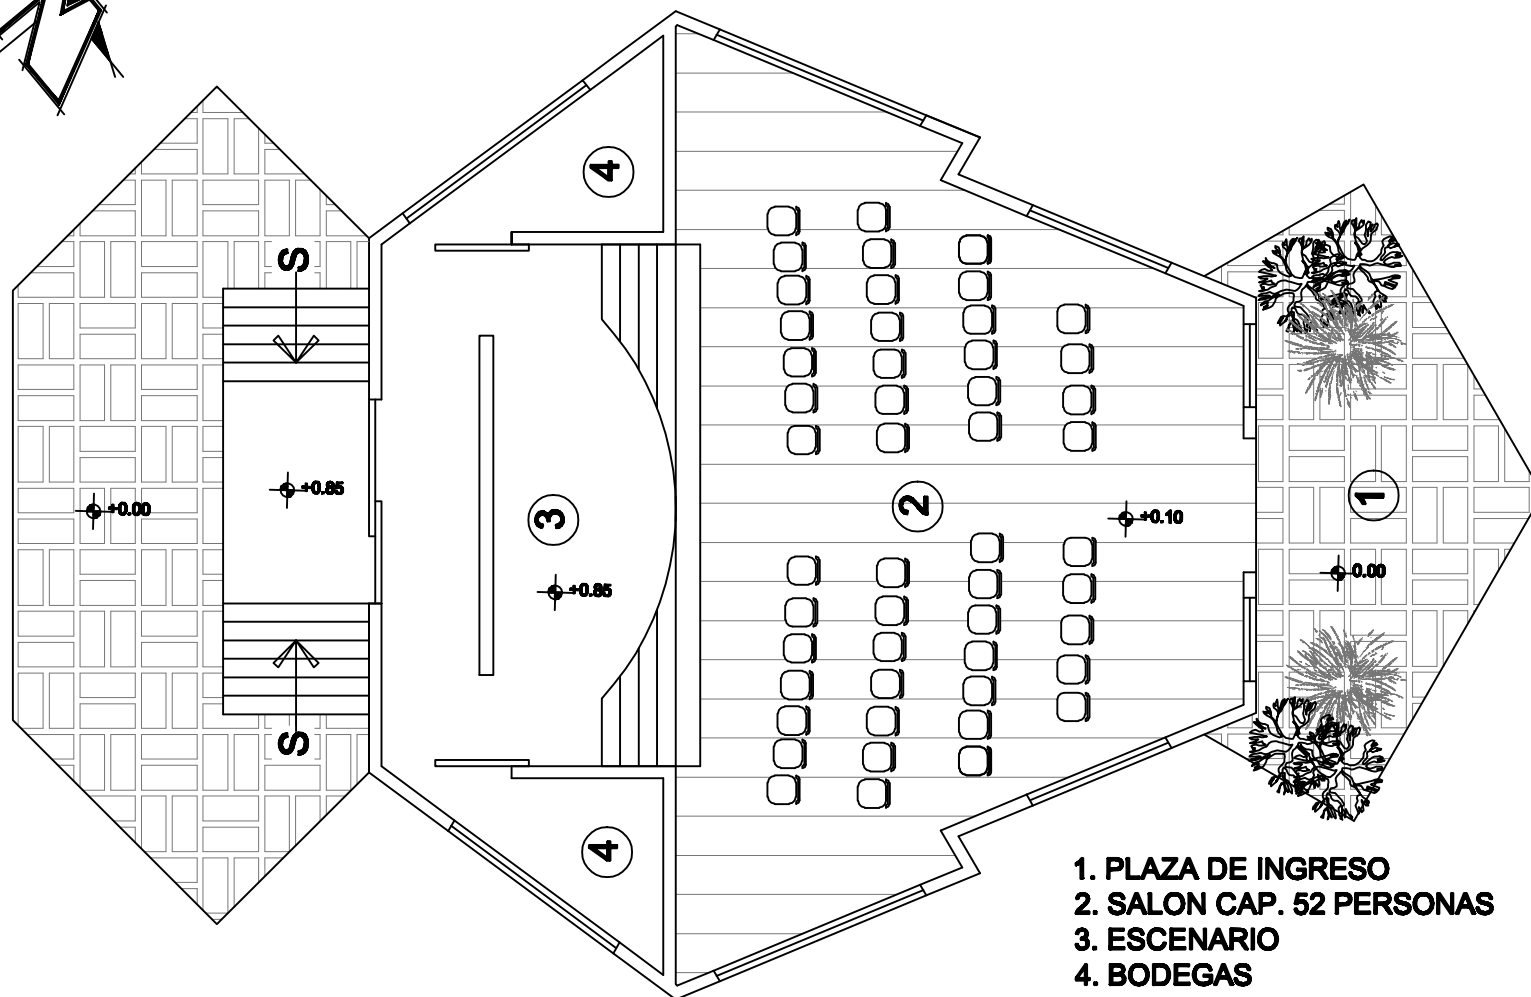 4
S
+0.85
+0.00
3
2
1
+0.10
+0.85
0.00
S
4
1. PLAZA DE INGRESO
2. SALON CAP. 52 PERSONAS
3. ESCENARIO
4. BODEGAS